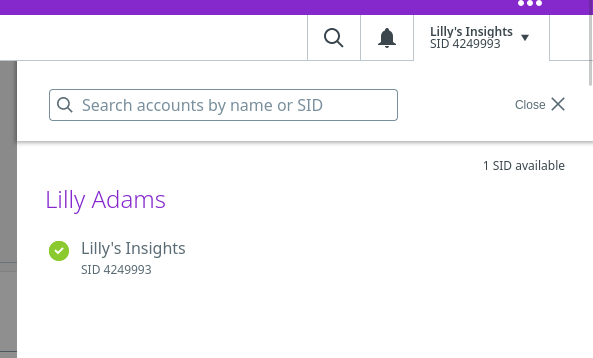 Lilly's Insights
SID 4249993
Search accounts by name or SID
Close
1 SID available
Lilly Adams
Lilly's Insights
SID 4249993